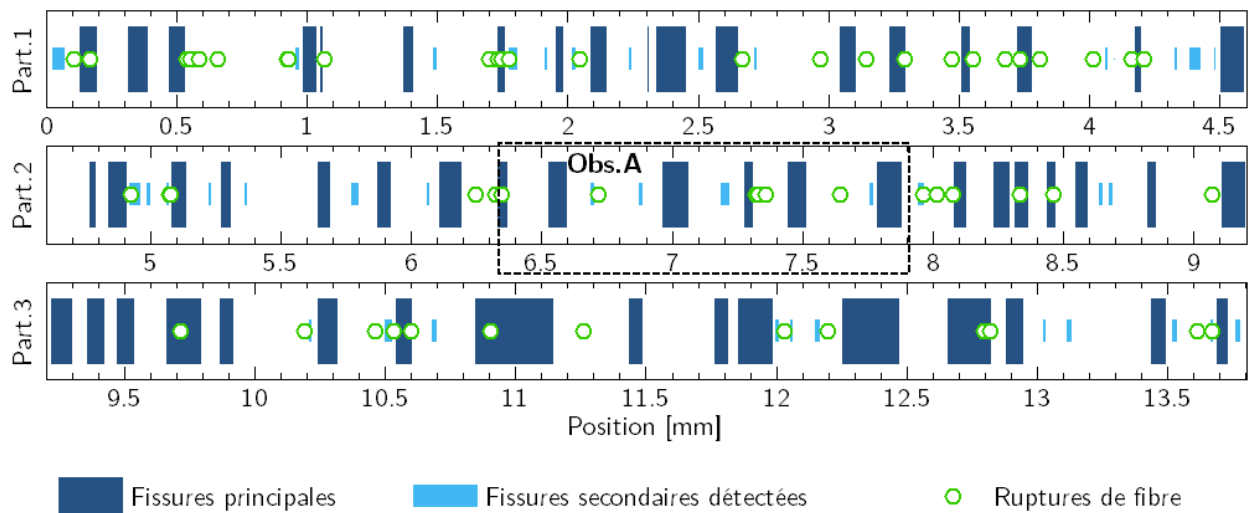 Part.1
0 0.5 1 1.5 2 2.5 3 3.5 4 4.5
Part.2
Obs.A
5 5.5 6 6.5 7 7.5 8 8.5 9
Part.3
9.5 10 10.5 11 11.5 12 12.5 13 13.5
Position [mm]
Fissures principales Fissures secondaires détectées Ruptures de fibre